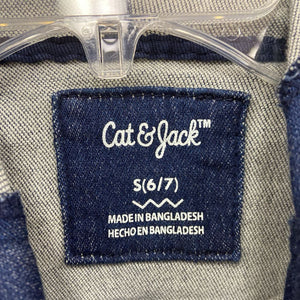 Cat & Jack™
S(6/7)
MADE IN BANGLADESH
HECHO EN BANGLADESH